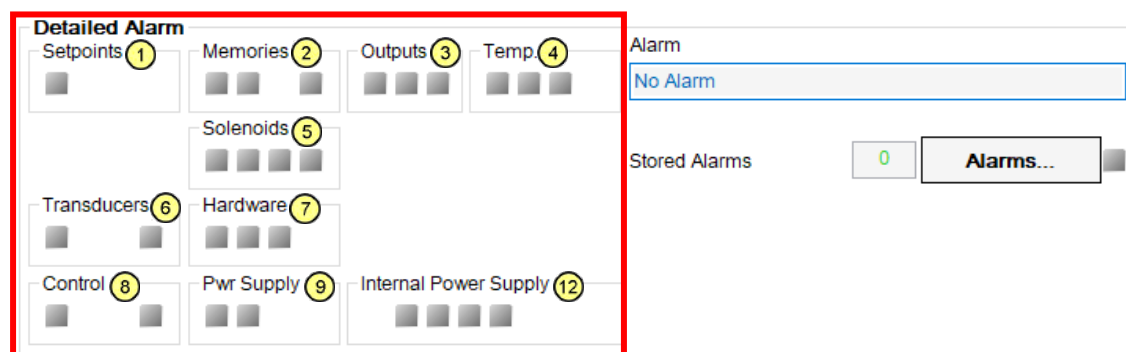 Detailed Alarm
Setpoints 1 Memories 2 Outputs 3 Temp. 4 Alarm
No Alarm
Solenoids 5
Stored Alarms 0 Alarms...
Transducers 6 Hardware 7
Control 8 Pwr Supply 9 Internal Power Supply 12